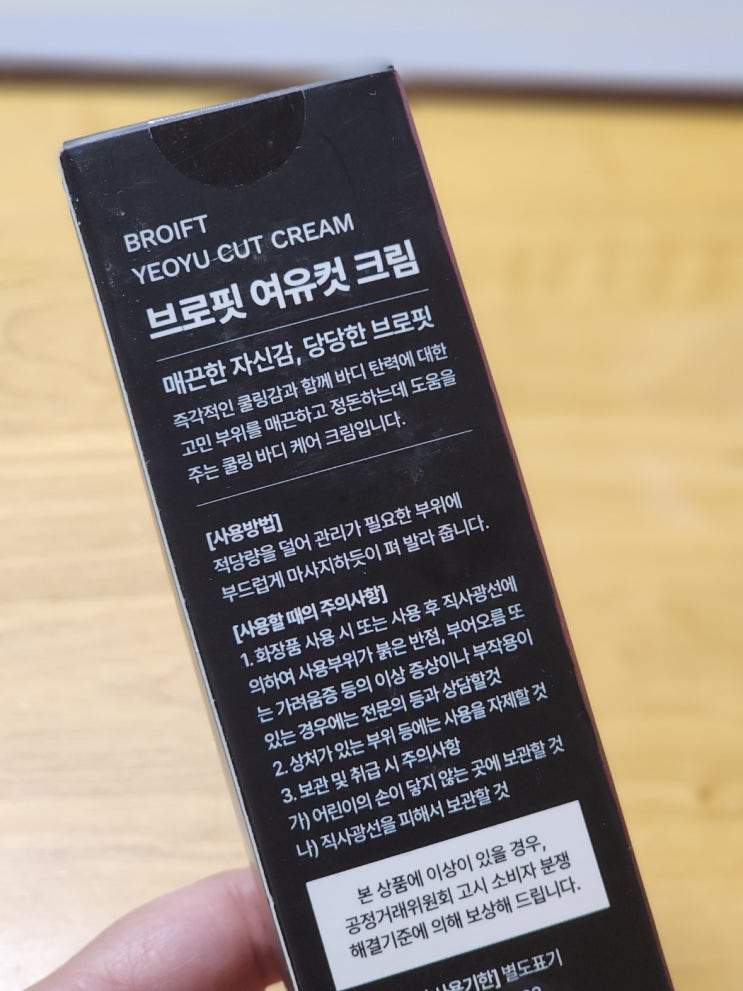 BROIFT
YEOYU CUT CREAM
브로핏 여유컷 크림
매끈한 자신감, 당당한 브로핏
즉각적인 쿨링감과 함께 바디 탄력에 대한
고민 부위를 매끈하고 정돈하는데 도움을
주는 쿨링 바디 케어 크림입니다.
[사용방법]
적당량을 덜어 관리가 필요한 부위에
부드럽게 마사지하듯이 펴 발라 줍니다.
[사용할 때의 주의사항]
1. 화장품 사용 시 또는 사용 후 직사광선에
의하여 사용부위가 붉은 반점, 부어오름 또
는 가려움증 등의 이상 증상이나 부작용이
있는 경우에는 전문의 등과 상담할것
2. 상처가 있는 부위 등에는 사용을 자제할 것
3. 보관 및 취급 시 주의사항
가) 어린이의 손이 닿지 않는 곳에 보관할 것
나) 직사광선을 피해서 보관할 것
본 상품에 이상이 있을 경우,
공정거래위원회 고시 소비자 분쟁
해결기준에 의해 보상해 드립니다.
사용기한] 별도표기